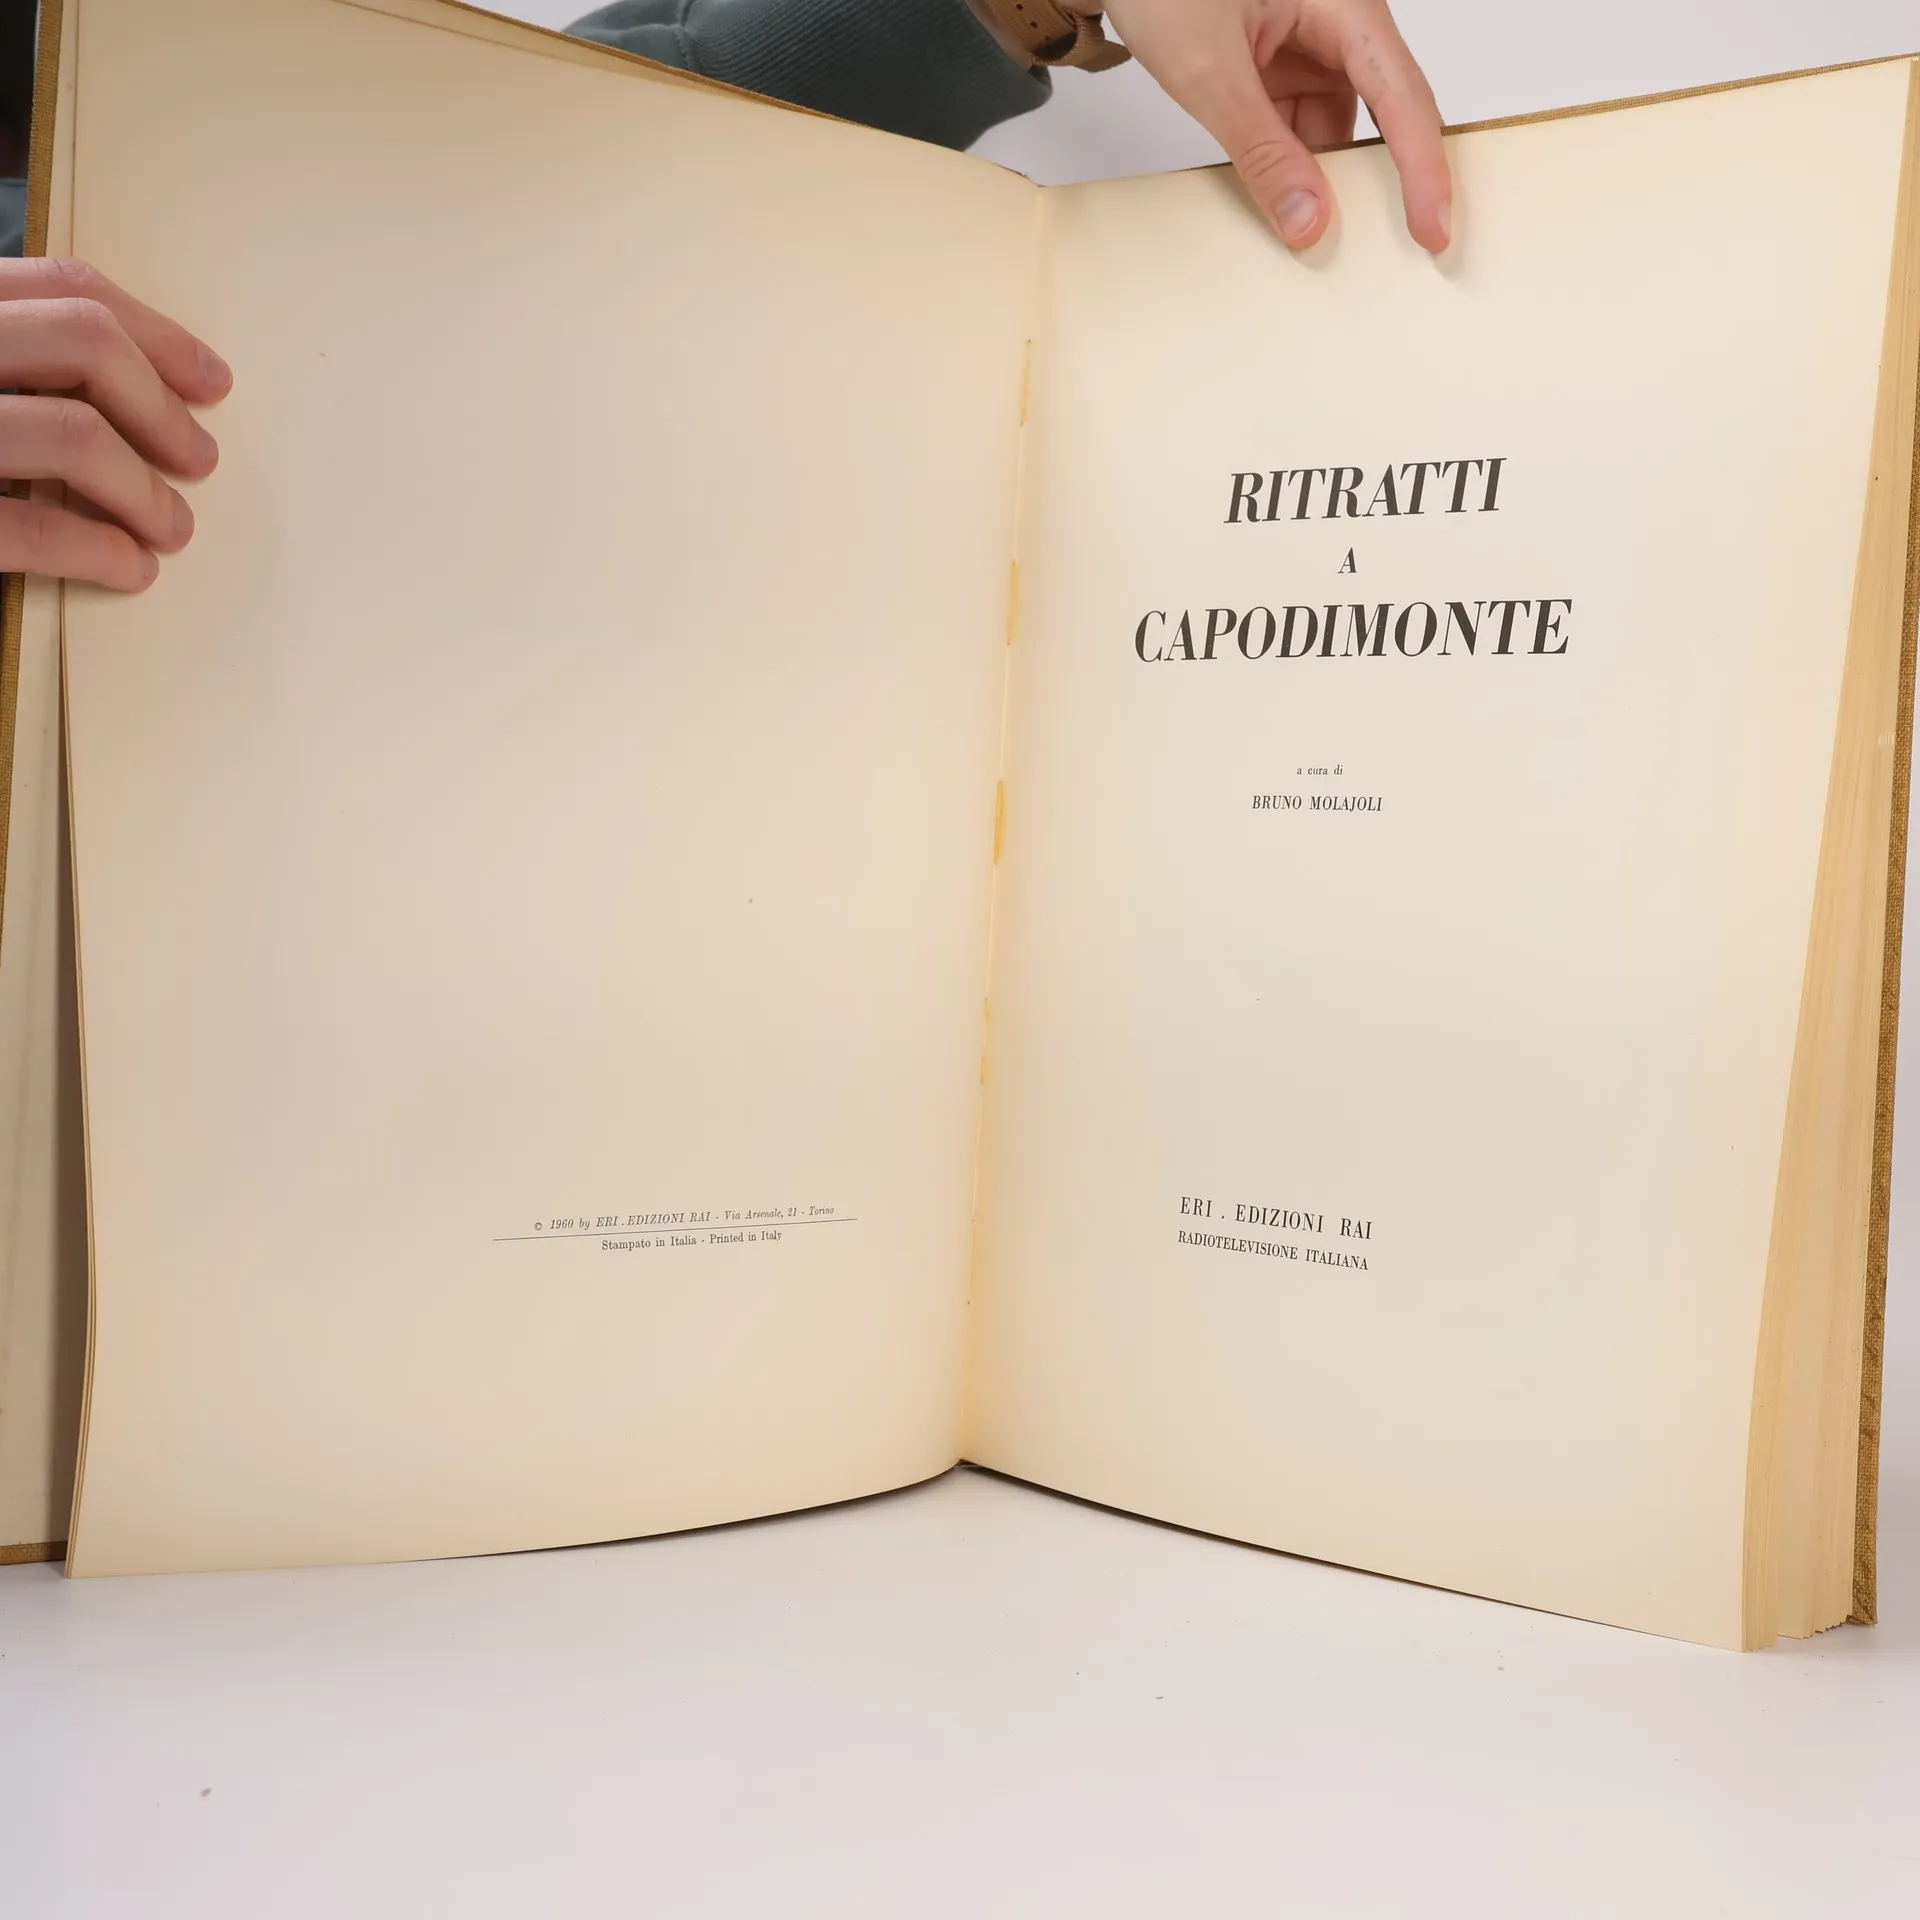 © 1960 by ERI . EDIZIONI RAI - Via Arsenale, 21 - Torino
Stampato in Italia - Printed in Italy
RITRATTI
A
CAPODIMONTE
a cura di
BRUNO MOLAJOLI
ERI . EDIZIONI RAI
RADIOTELEVISIONE ITALIANA